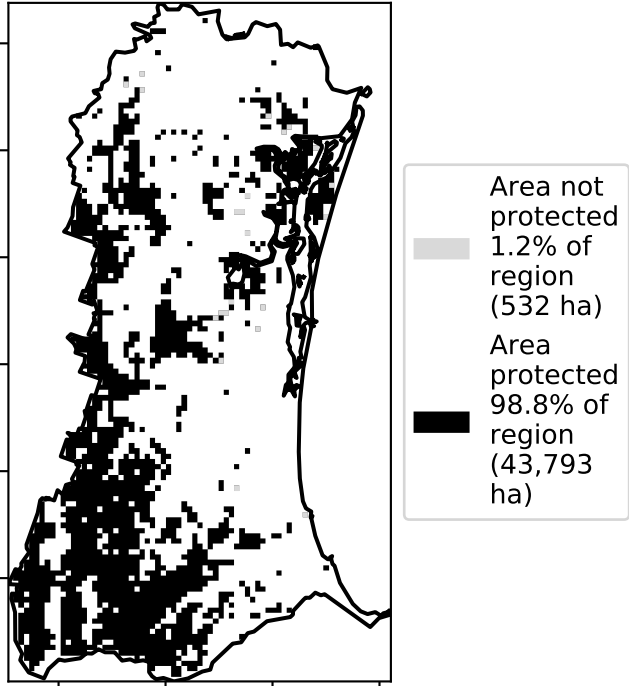 Area not
protected
1.2% of
region
(532 ha)
Area
protected
98.8% of
region
(43,793
ha)